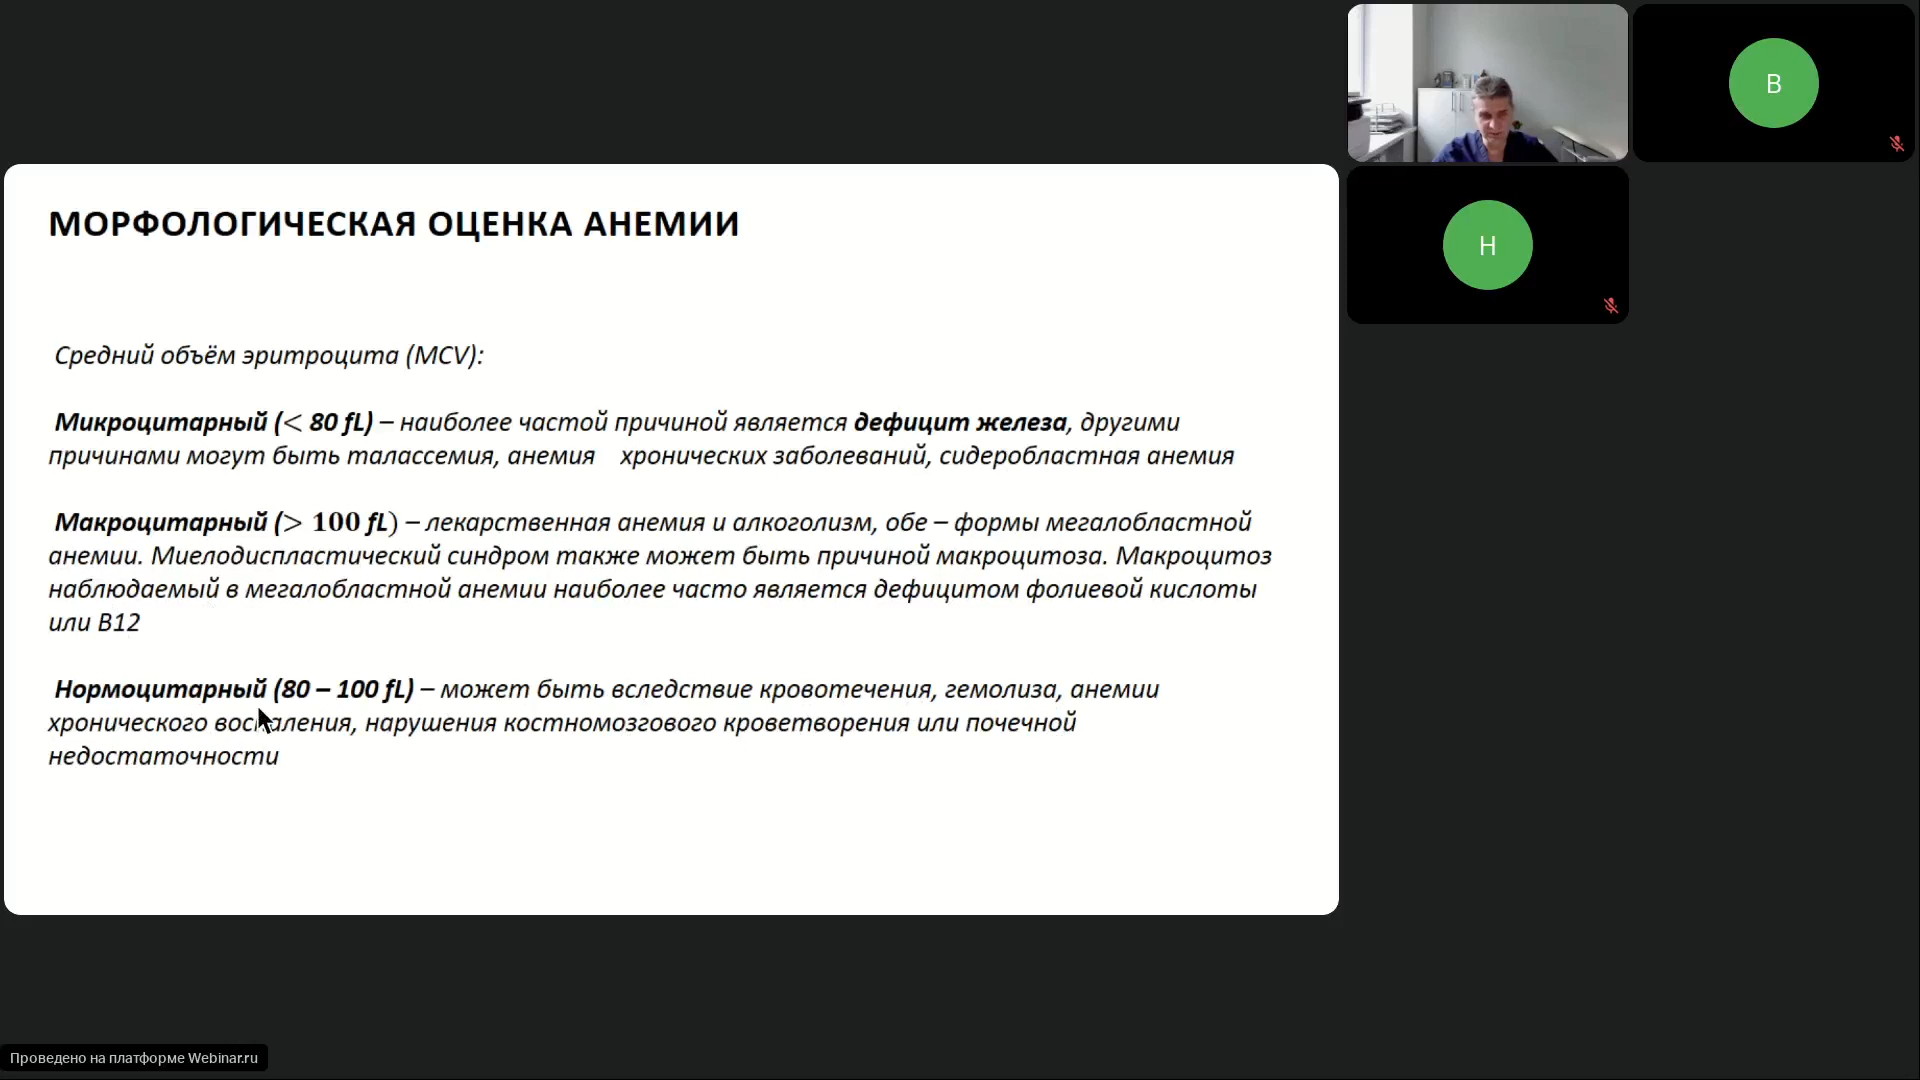 МОРФОЛОГИЧЕСКАЯ ОЦЕНКА АНЕМИИ
Средний объём эритроцита (MCV):
Микроцитарный (< 80 fL) – наиболее частой причиной является дефицит железа, другими
причинами могут быть талассемия, анемия хронических заболеваний, сидеробластная анемия
Макроцитарный (> 100 fL) – лекарственная анемия и алкоголизм, обе – формы мегалобластной
анемии. Миелодиспластический синдром также может быть причиной макроцитоза. Макроцитоз
наблюдаемый в мегалобластной анемии наиболее часто является дефицитом фолиевой кислоты
или В12
Нормоцитарный (80 – 100 fL) – может быть вследствие кровотечения, гемолиза, анемии
хронического воспаления, нарушения костномозгового кроветворения или почечной
недостаточности
В
Н
Проведено на платформе Webinar.ru